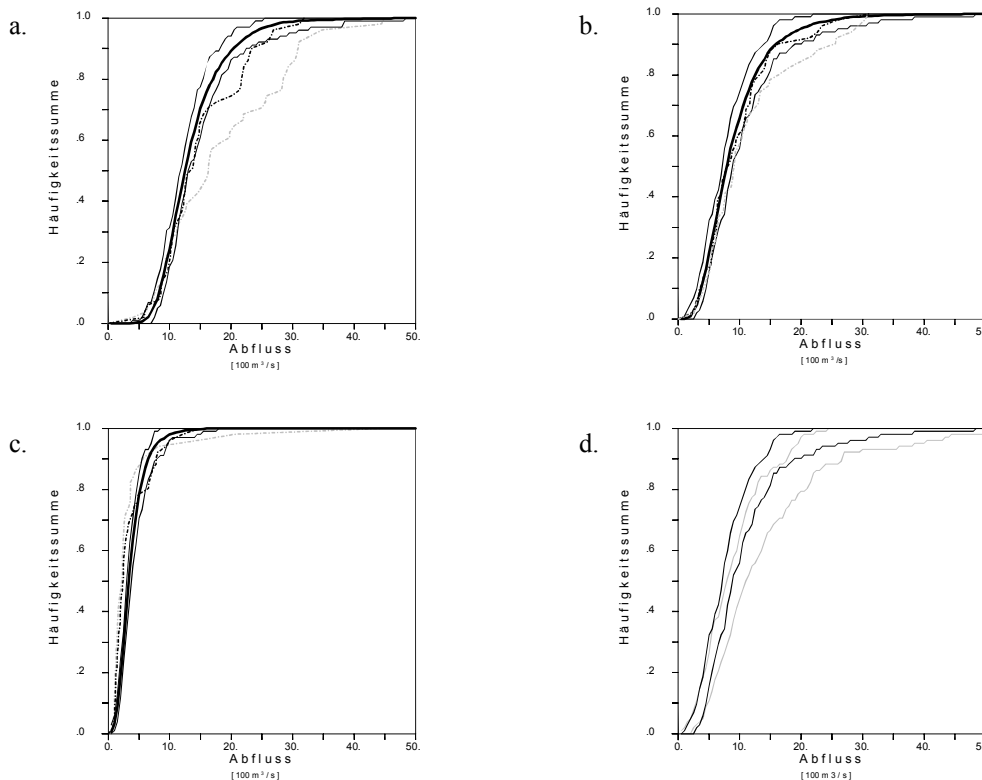 a.
Häufigkeitssumme
1.0
.8
.6
.4
.2
.0
0. 10. 20. 30. 40. 50.
Abfluss
[ 100 m³ / s ]
b.
Häufigkeitssumme
1.0
.8
.6
.4
.2
.0
0. 10. 20. 30. 40. 50.
Abfluss
[ 100 m³ /s ]
c.
Häufigkeitssumme
1.0
.8
.6
.4
.2
.0
0. 10. 20. 30. 40. 50.
Abfluss
[ 100 m³ / s ]
d.
Häufigkeitssumme
1.0
.8
.6
.4
.2
.0
0. 10. 20. 30. 40. 50.
Abfluss
[ 100 m3 / s ]